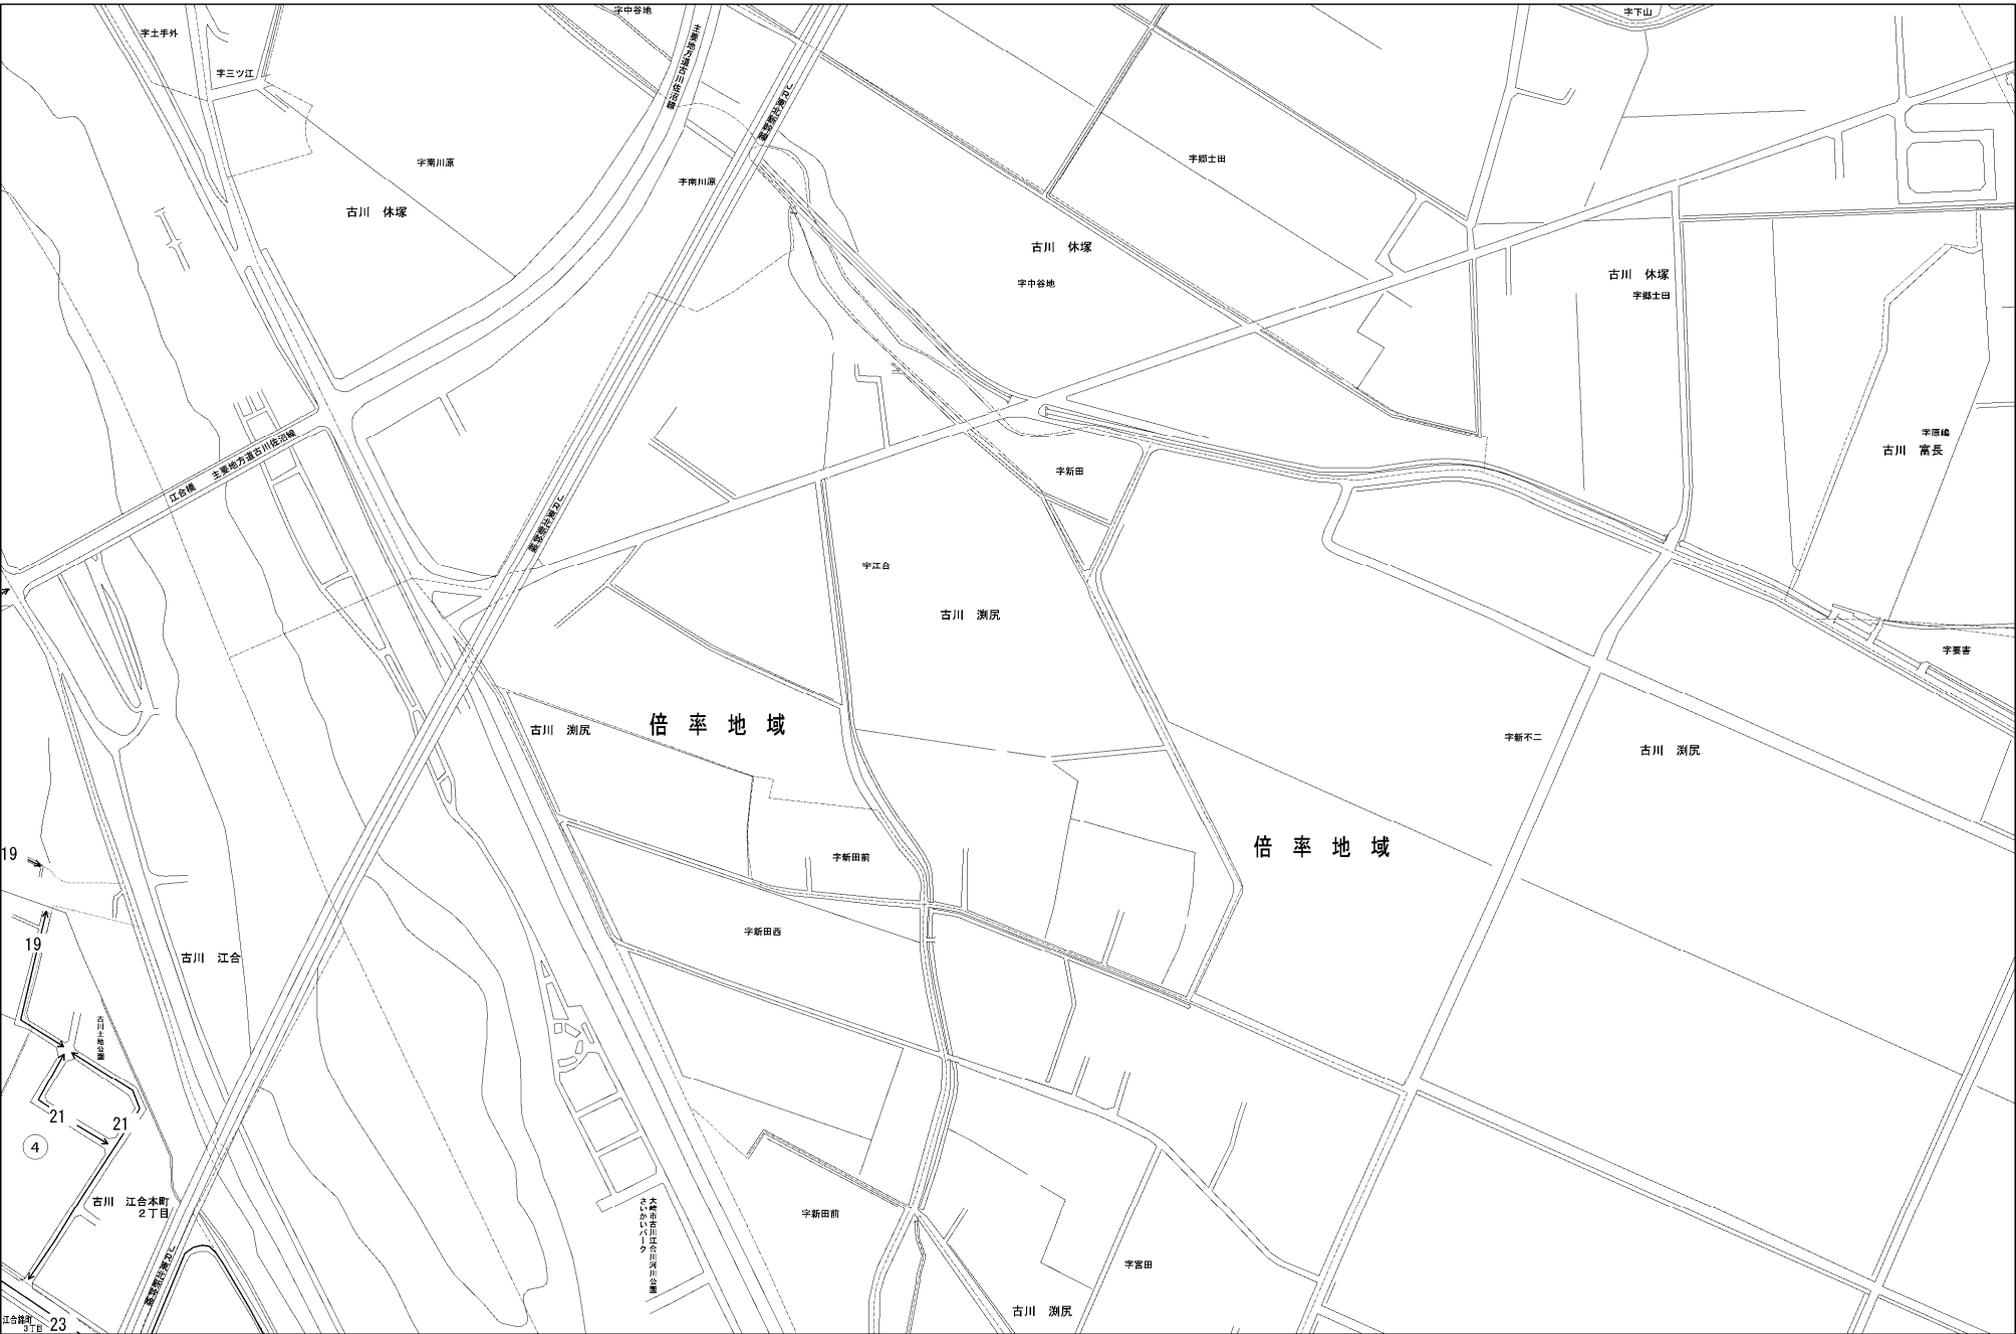 字中谷地
字下山
字土手外
字三ツ江
主要地方道古川佐沼線
JR東北新幹線
字南川原
字南川原
字郷士田
古川　休塚
古川　休塚
字中谷地
古川　休塚
字郷士田
字原嶋
古川　富長
字新田
主要地方道古川佐沼線
江合橋
JR東北新幹線
字江合
古川　渕尻
字要害
倍率地域
古川　渕尻
字新不二
古川　渕尻
倍率地域
19
字新田前
字新田西
19
古川　江合
古川土地公園
21
21
4
古川　江合本町
2丁目
大崎市古川江合川河川公園
さいかいパーク
字新田前
字宮田
JR東北新幹線
古川　渕尻
江合錦町
3丁目
23